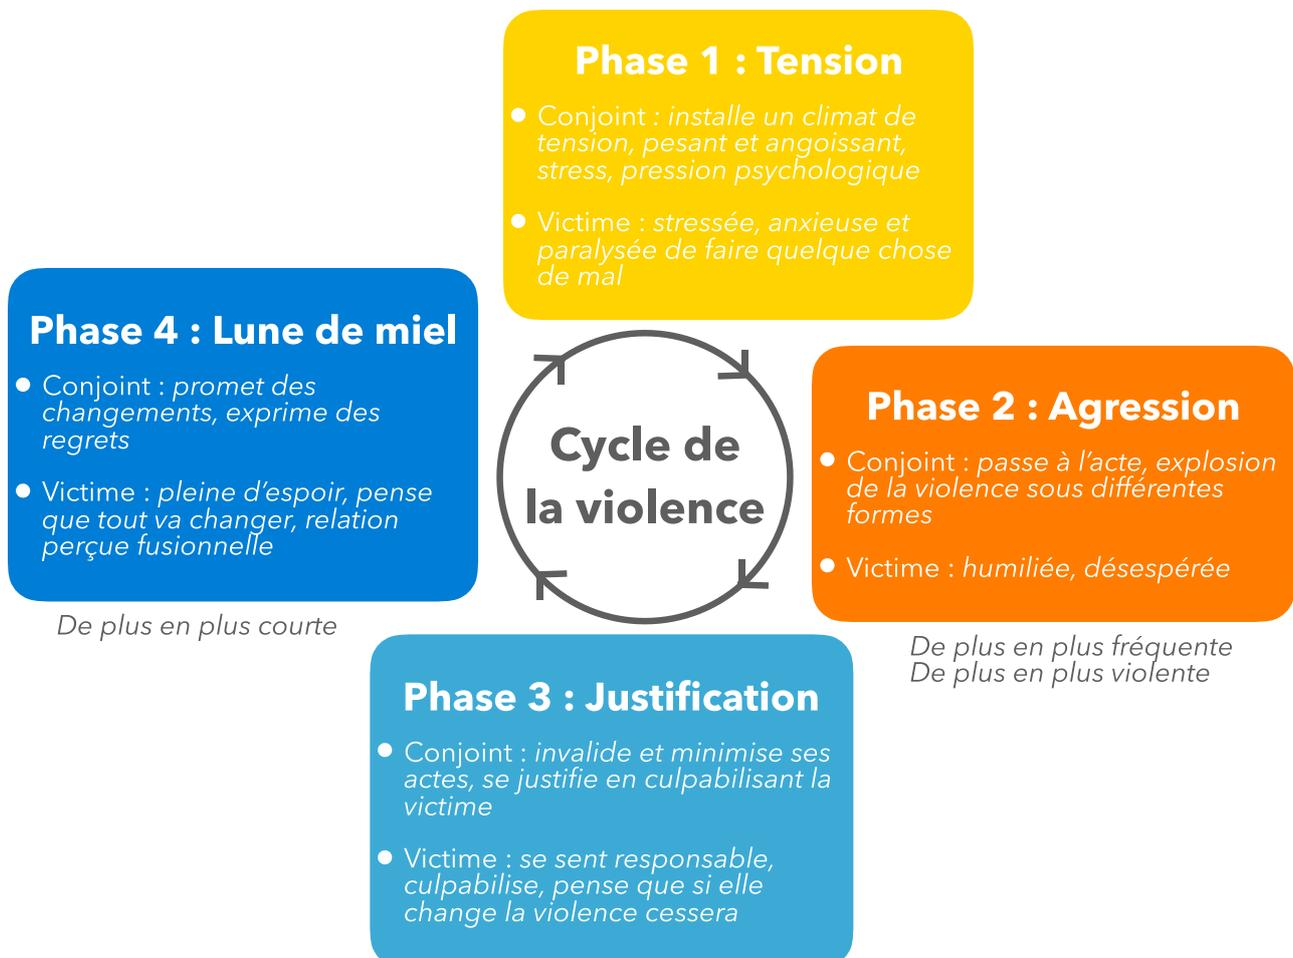 Phase 1 : Tension
• Conjoint : installe un climat de
tension, pesant et angoissant,
stress, pression psychologique
• Victime : stressée, anxieuse et
paralysée de faire quelque chose
de mal
Phase 2 : Agression
• Conjoint : passe à l’acte, explosion
de la violence sous différentes
formes
• Victime : humiliée, désespérée
De plus en plus fréquente
De plus en plus violente
Phase 3 : Justification
• Conjoint : invalide et minimise ses
actes, se justifie en culpabilisant la
victime
• Victime : se sent responsable,
culpabilise, pense que si elle
change la violence cessera
Phase 4 : Lune de miel
• Conjoint : promet des
changements, exprime des
regrets
• Victime : pleine d’espoir, pense
que tout va changer, relation
perçue fusionnelle
De plus en plus courte
Cycle de
la violence